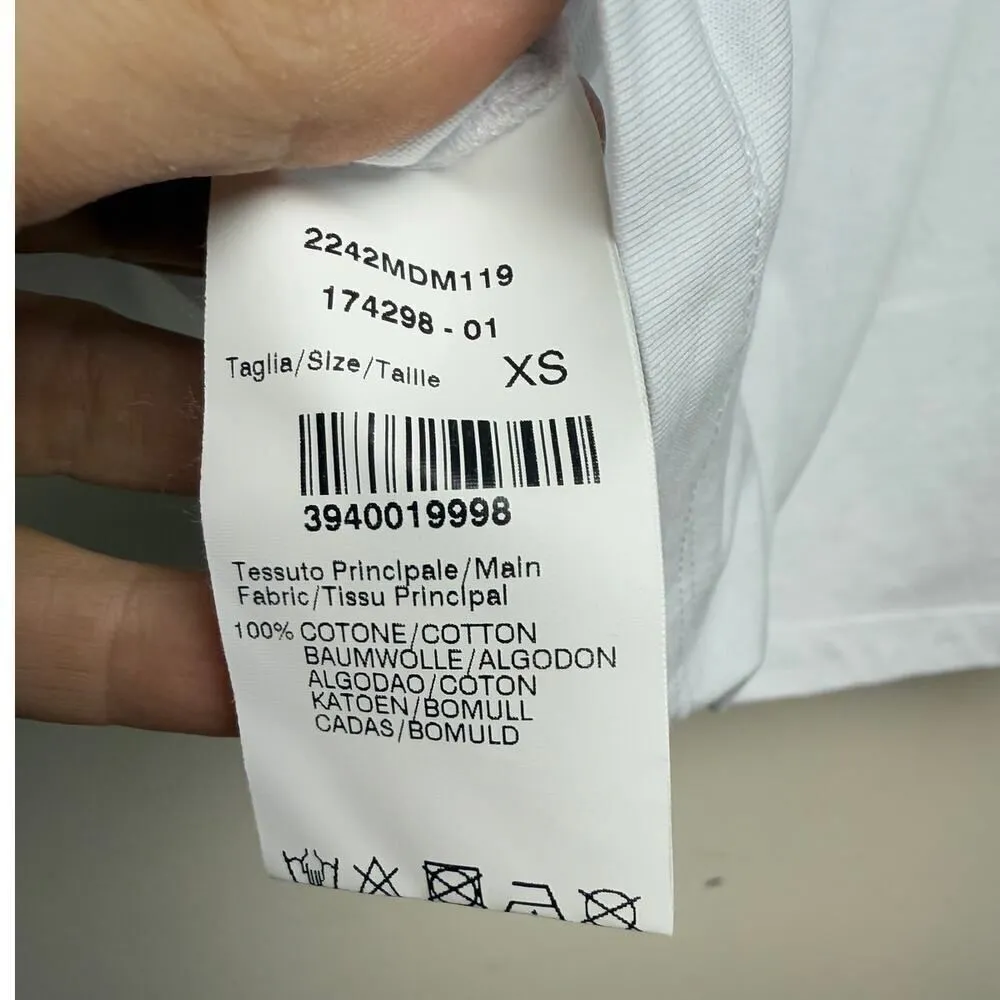 2242MDM119
174298 - 01
Taglia/Size/Taille XS
3940019998
Tessuto Principale/Main
Fabric/Tissu Principal
100% COTONE/COTTON
BAUMWOLLE/ALGODON
ALGODAO/COTON
KATOEN/BOMULL
CADAS/BOMULD